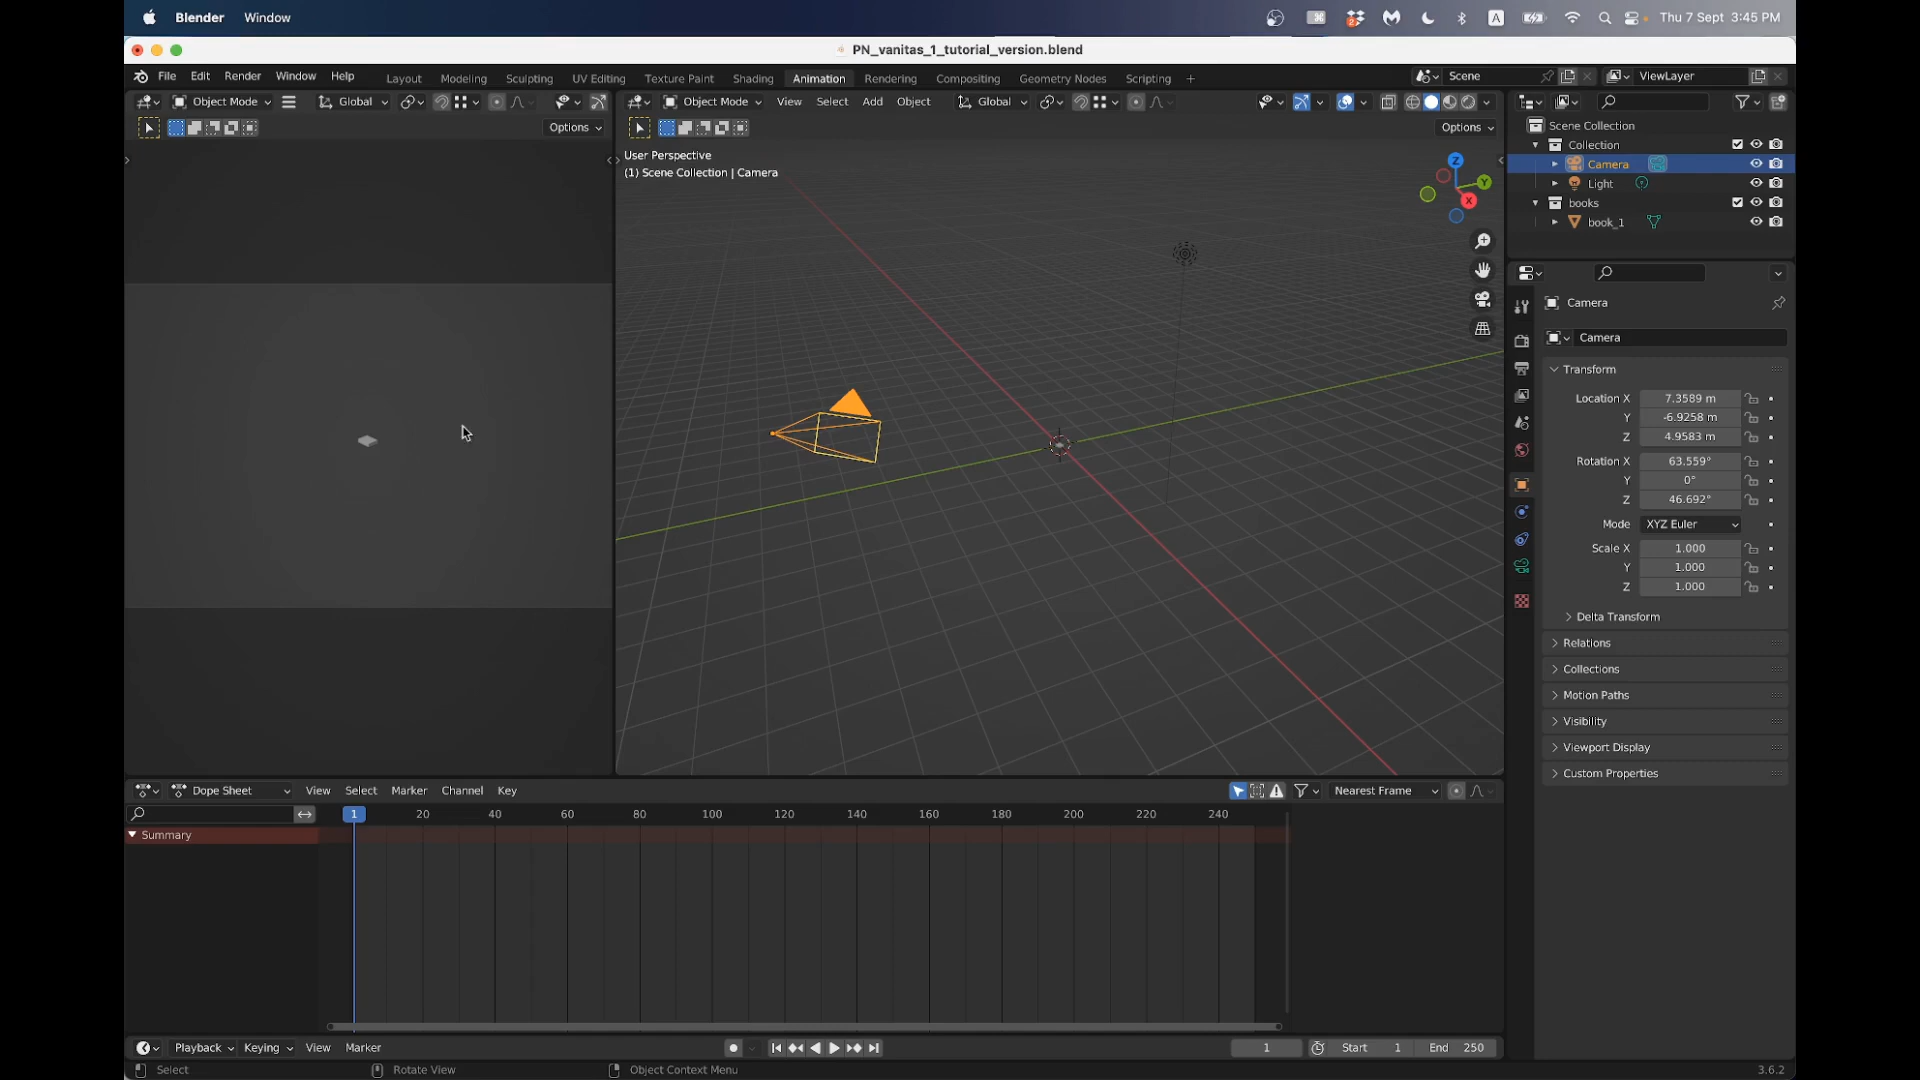 Blender Window
A Thu 7 Sept 3:45 PM
PN_vanitas_1_tutorial_version.blend
File Edit Render Window Help Layout Modeling Sculpting UV Editing Texture Paint Shading Animation Rendering Compositing Geometry Nodes Scripting + Scene ViewLayer
Object Mode Global Object Mode View Select Add Object Global
Options Options
User Perspective
(1) Scene Collection | Camera
Z
Y
X
Scene Collection
Collection
Camera
Light
books
book_1
Camera
Camera
Transform
Location X 7.3589 m
Y -6.9258 m
Z 4.9583 m
Rotation X 63.559°
Y 0°
Z 46.692°
Mode XYZ Euler
Scale X 1.000
Y 1.000
Z 1.000
Delta Transform
Relations
Collections
Motion Paths
Visibility
Viewport Display
Custom Properties
Dope Sheet View Select Marker Channel Key Nearest Frame
1 20 40 60 80 100 120 140 160 180 200 220 240
Summary
Playback Keying View Marker 1 Start 1 End 250
Select Rotate View Object Context Menu 3.6.2